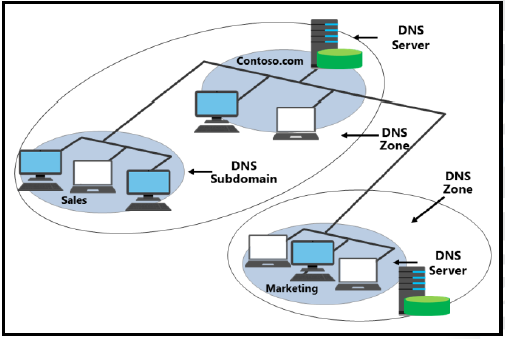 DNS
Server
Contoso.com
DNS
Zone
DNS
Subdomain
Sales
DNS
Zone
DNS
Server
Marketing